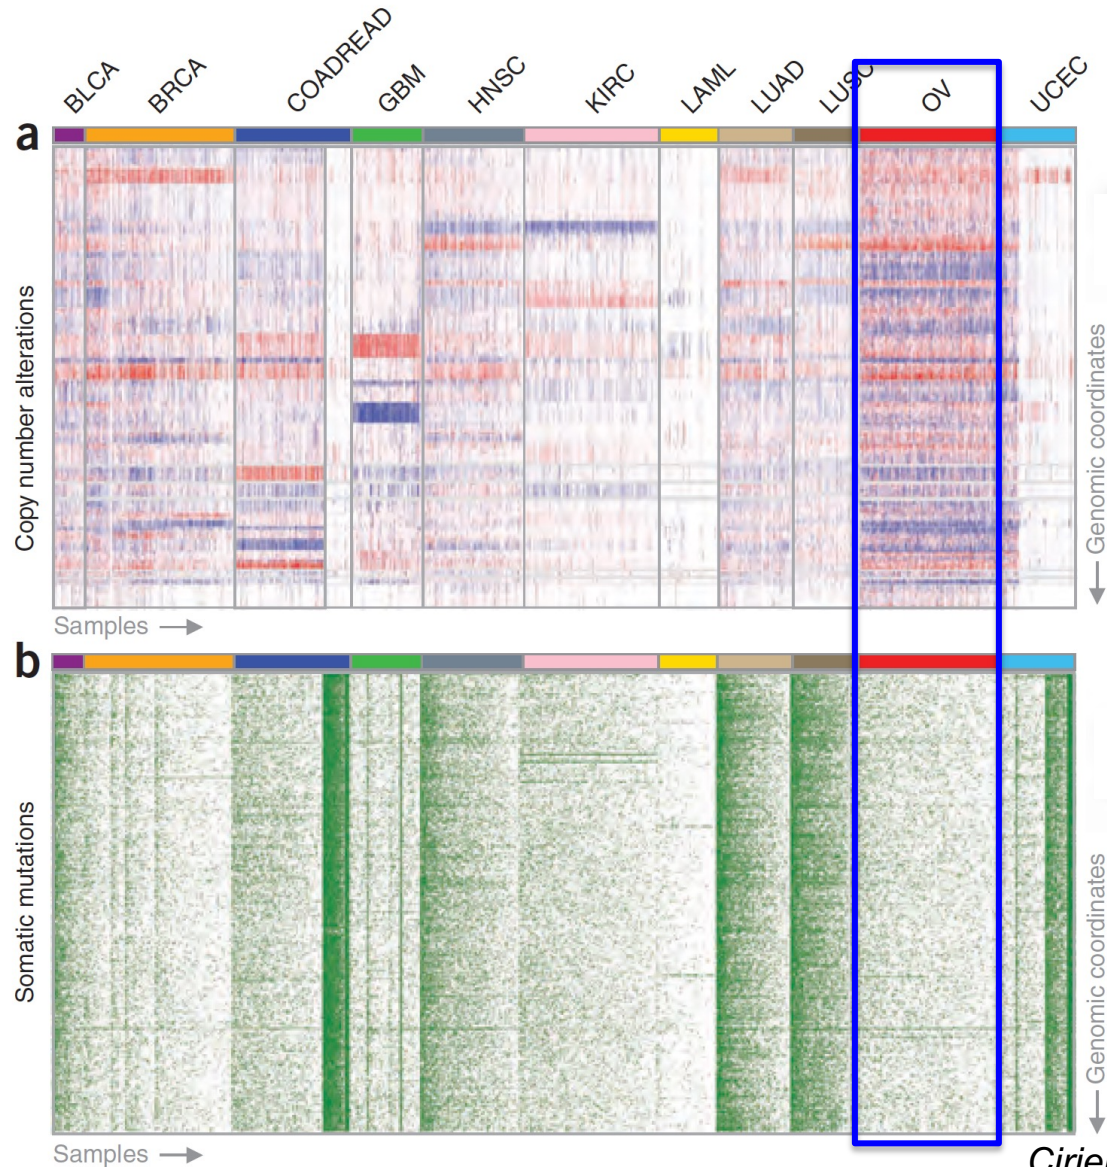 BLCA
BRCA
COADREAD
GBM
HNSC
KIRC
LAML
LUAD
LUSC
OV
UCEC
a
Copy number alterations
Genomic coordinates
Samples
b
Somatic mutations
Genomic coordinates
Samples